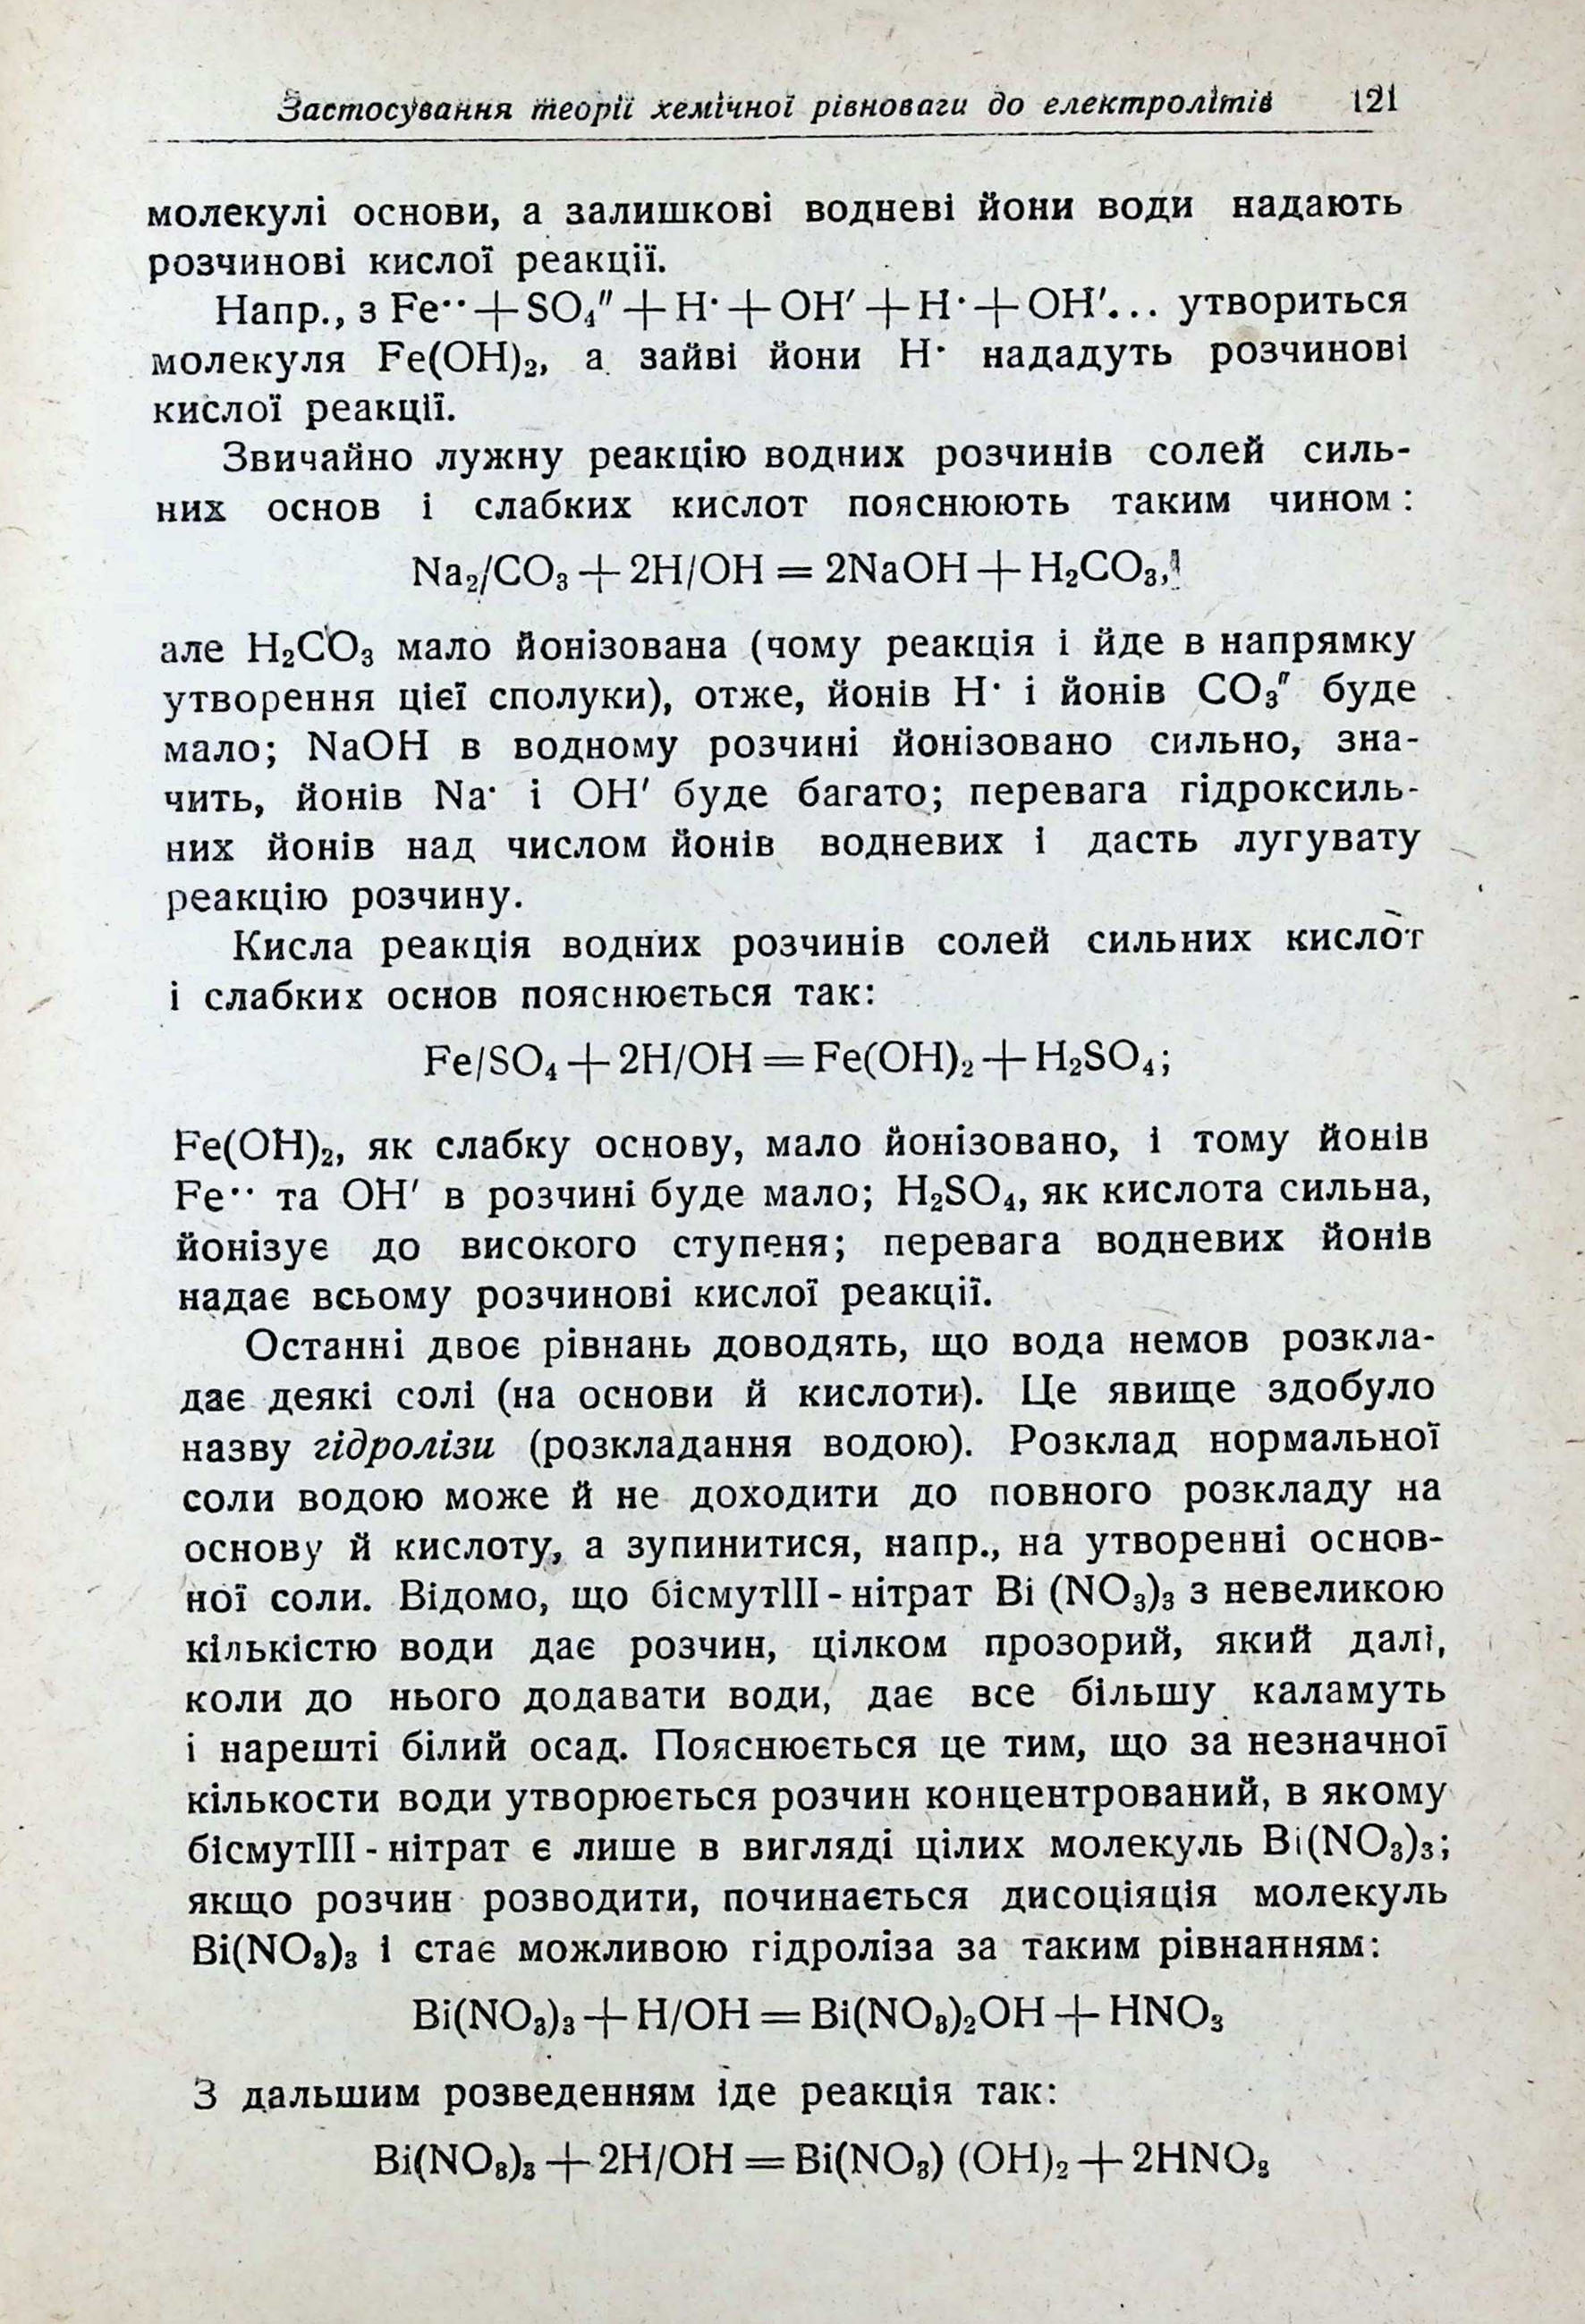 Застосування теорії хемічної рівноваги до електролітів 121
молекулі основи, а залишкові водневі йони води надають
розчинові кислої реакції.
Напр., з Fe·· + SO₄″ + H· + OH′ + H· + OH′... утвориться
молекуля Fe(OH)₂, а зайві йони H· нададуть розчинові
кислої реакції.
Звичайно лужну реакцію водних розчинів солей силь-
них основ і слабких кислот пояснюють таким чином:
Na₂/CO₃ + 2H/OH = 2NaOH + H₂CO₃,
але H₂CO₃ мало йонізована (чому реакція і йде в напрямку
утворення цієї сполуки), отже, йонів H· і йонів CO₃″ буде
мало; NaOH в водному розчині йонізовано сильно, зна-
чить, йонів Na· і OH′ буде багато; перевага гідроксиль-
них йонів над числом йонів водневих і дасть лугувату
реакцію розчину.
Кисла реакція водних розчинів солей сильних кислот
і слабких основ пояснюється так:
Fe/SO₄ + 2H/OH = Fe(OH)₂ + H₂SO₄;
Fe(OH)₂, як слабку основу, мало йонізовано, і тому йонів
Fe·· та OH′ в розчині буде мало; H₂SO₄, як кислота сильна,
йонізує до високого ступеня; перевага водневих йонів
надає всьому розчинові кислої реакції.
Останні двоє рівнань доводять, що вода немов розкла-
дає деякі солі (на основи й кислоти). Це явище здобуло
назву гідролізи (розкладання водою). Розклад нормальної
соли водою може й не доходити до повного розкладу на
основу й кислоту, а зупинитися, напр., на утворенні основ-
ної соли. Відомо, що бісмутIII-нітрат Bi (NO₃)₃ з невеликою
кількістю води дає розчин, цілком прозорий, який далі,
коли до нього додавати води, дає все більшу каламуть
і нарешті білий осад. Пояснюється це тим, що за незначної
кількости води утворюється розчин концентрований, в якому
бісмутIII-нітрат є лише в вигляді цілих молекуль Bi(NO₃)₃;
якщо розчин розводити, починається дисоціяція молекуль
Bi(NO₃)₃ і стає можливою гідроліза за таким рівнанням:
Bi(NO₃)₃ + H/OH = Bi(NO₃)₂OH + HNO₃
З дальшим розведенням іде реакція так:
Bi(NO₃)₃ + 2H/OH = Bi(NO₃) (OH)₂ + 2HNO₃